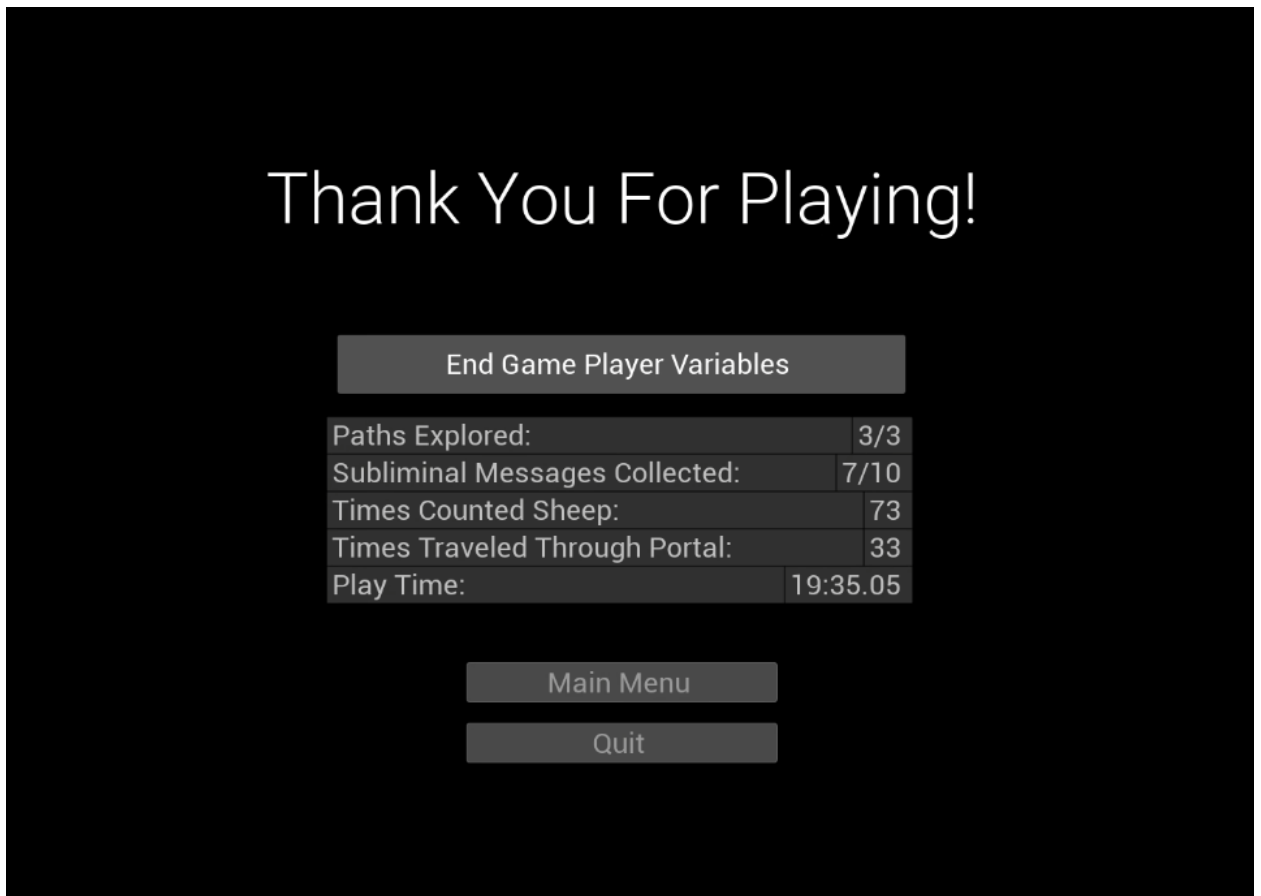 Thank You For Playing!
End Game Player Variables
Paths Explored: 3/3
Subliminal Messages Collected: 7/10
Times Counted Sheep: 73
Times Traveled Through Portal: 33
Play Time: 19:35.05
Main Menu
Quit